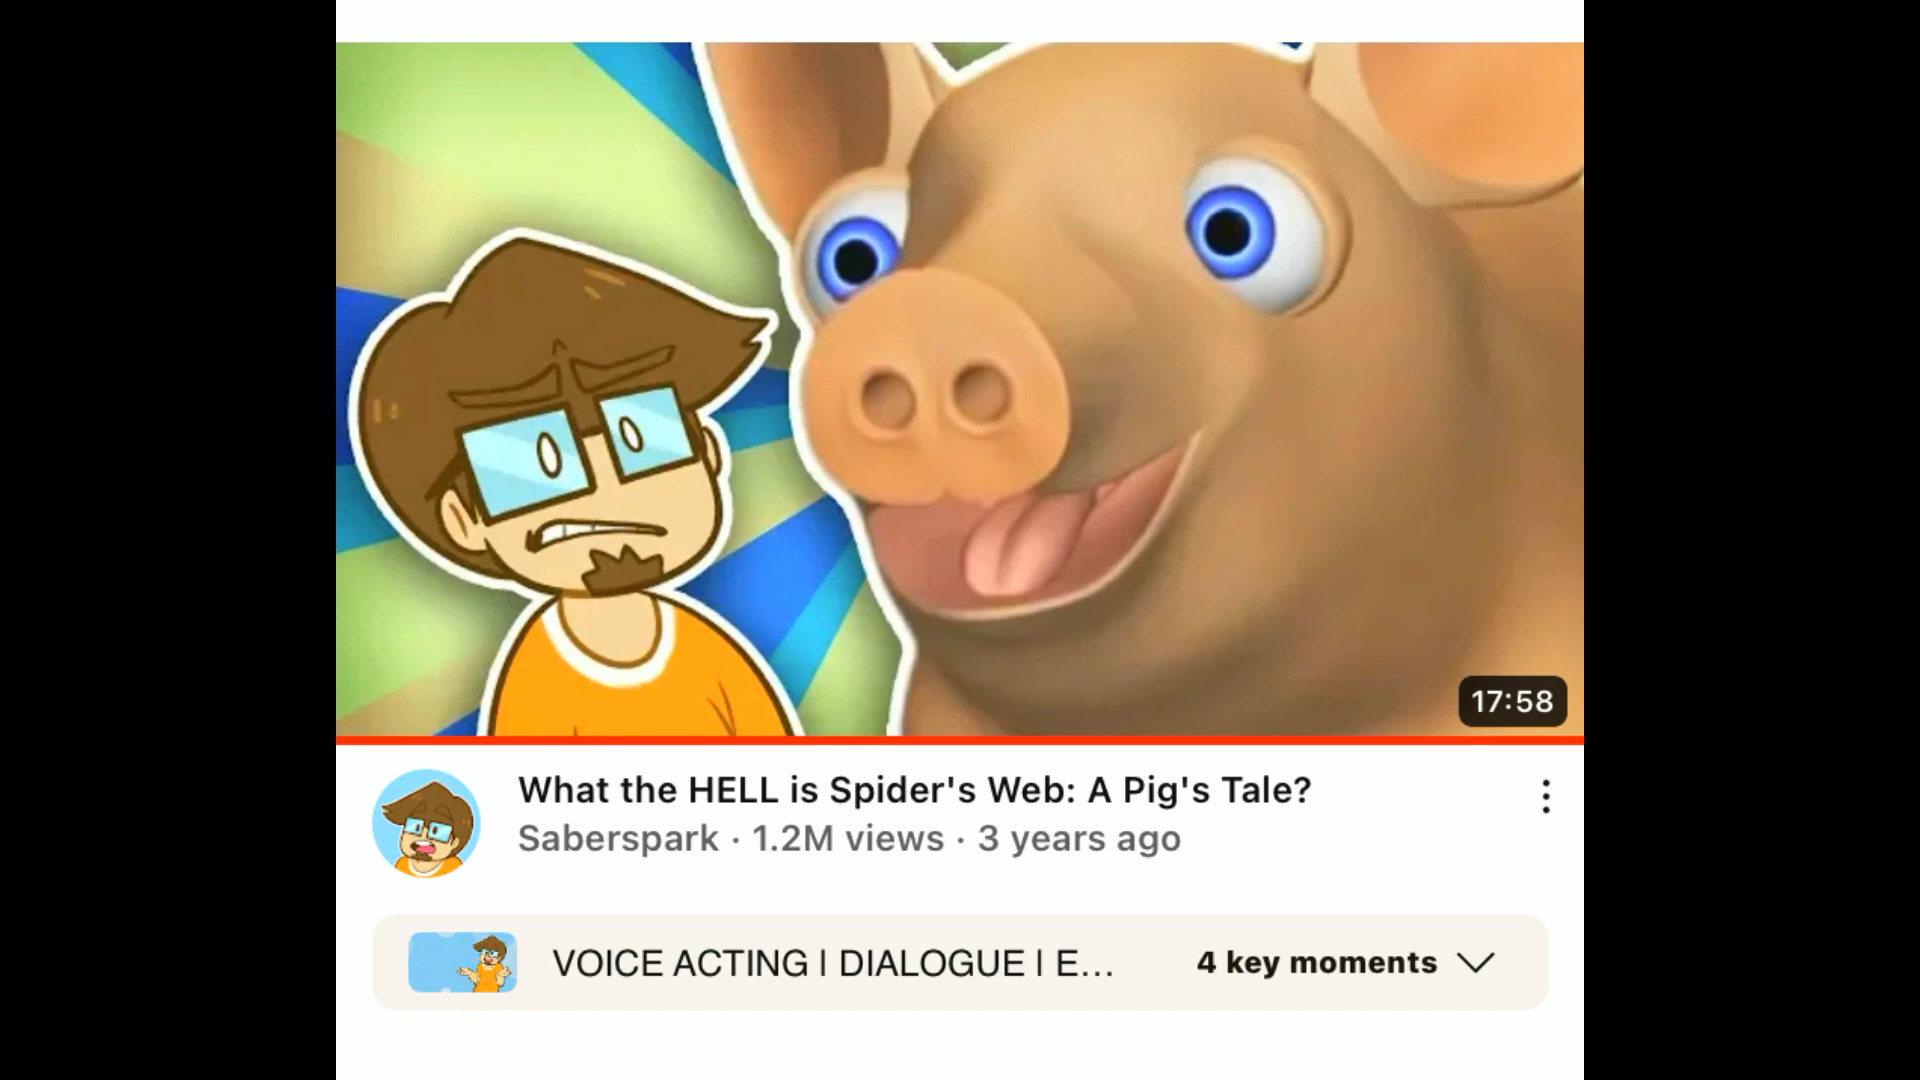 17:58
What the HELL is Spider's Web: A Pig's Tale?
Saberspark · 1.2M views · 3 years ago
VOICE ACTING | DIALOGUE | E... 4 key moments